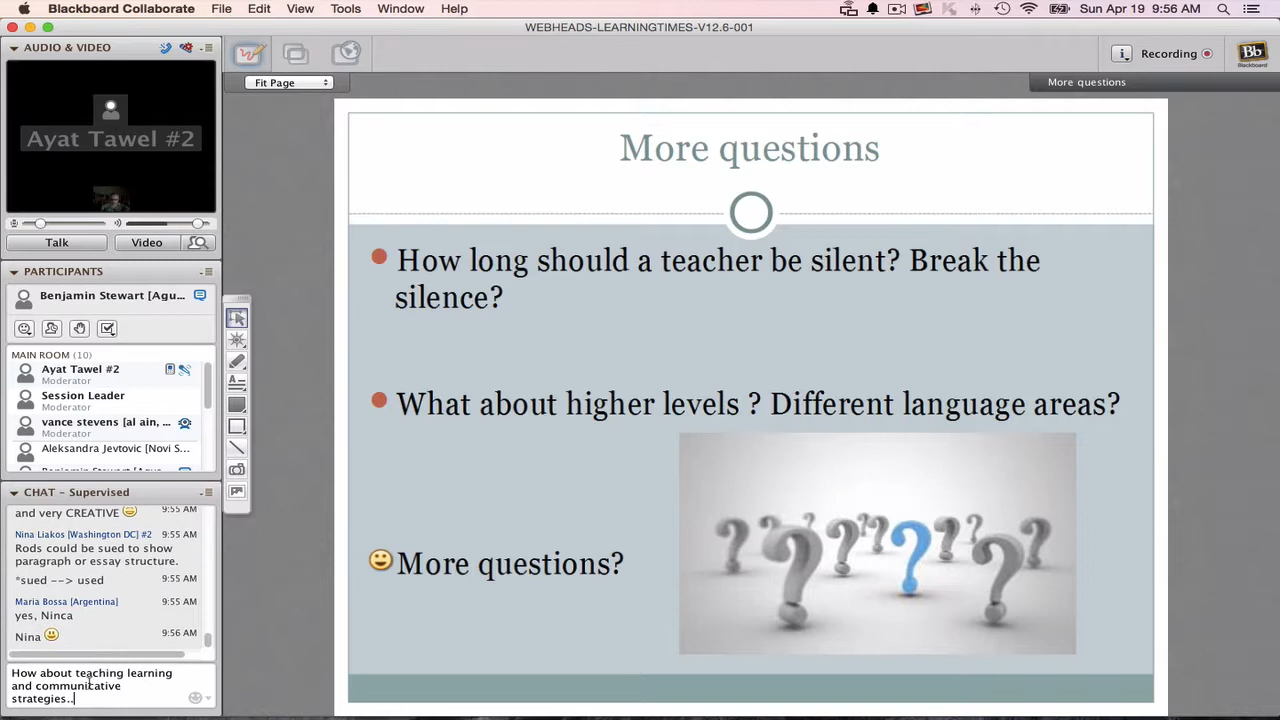 Blackboard Collaborate File Edit View Tools Window Help
Sun Apr 19 9:56 AM
WEBHEADS-LEARNINGTIMES-V12.6-001
AUDIO & VIDEO
Ayat Tawel #2
Talk
Video
PARTICIPANTS
Benjamin Stewart [Agu...
MAIN ROOM (10)
Ayat Tawel #2
Moderator
Session Leader
Moderator
vance stevens [al ain, ...
Moderator
Aleksandra Jevtovic [Novi S...
CHAT - Supervised
and very CREATIVE
9:55 AM
Nina Liakos [Washington DC] #2
9:55 AM
Rods could be sued to show
paragraph or essay structure.
*sued --> used
9:55 AM
Maria Bossa [Argentina]
9:55 AM
yes, Ninca
Nina
9:56 AM
How about teaching learning
and communicative
strategies..
Fit Page
Recording
Bb
Blackboard
More questions
More questions
How long should a teacher be silent? Break the
silence?
What about higher levels ? Different language areas?
More questions?